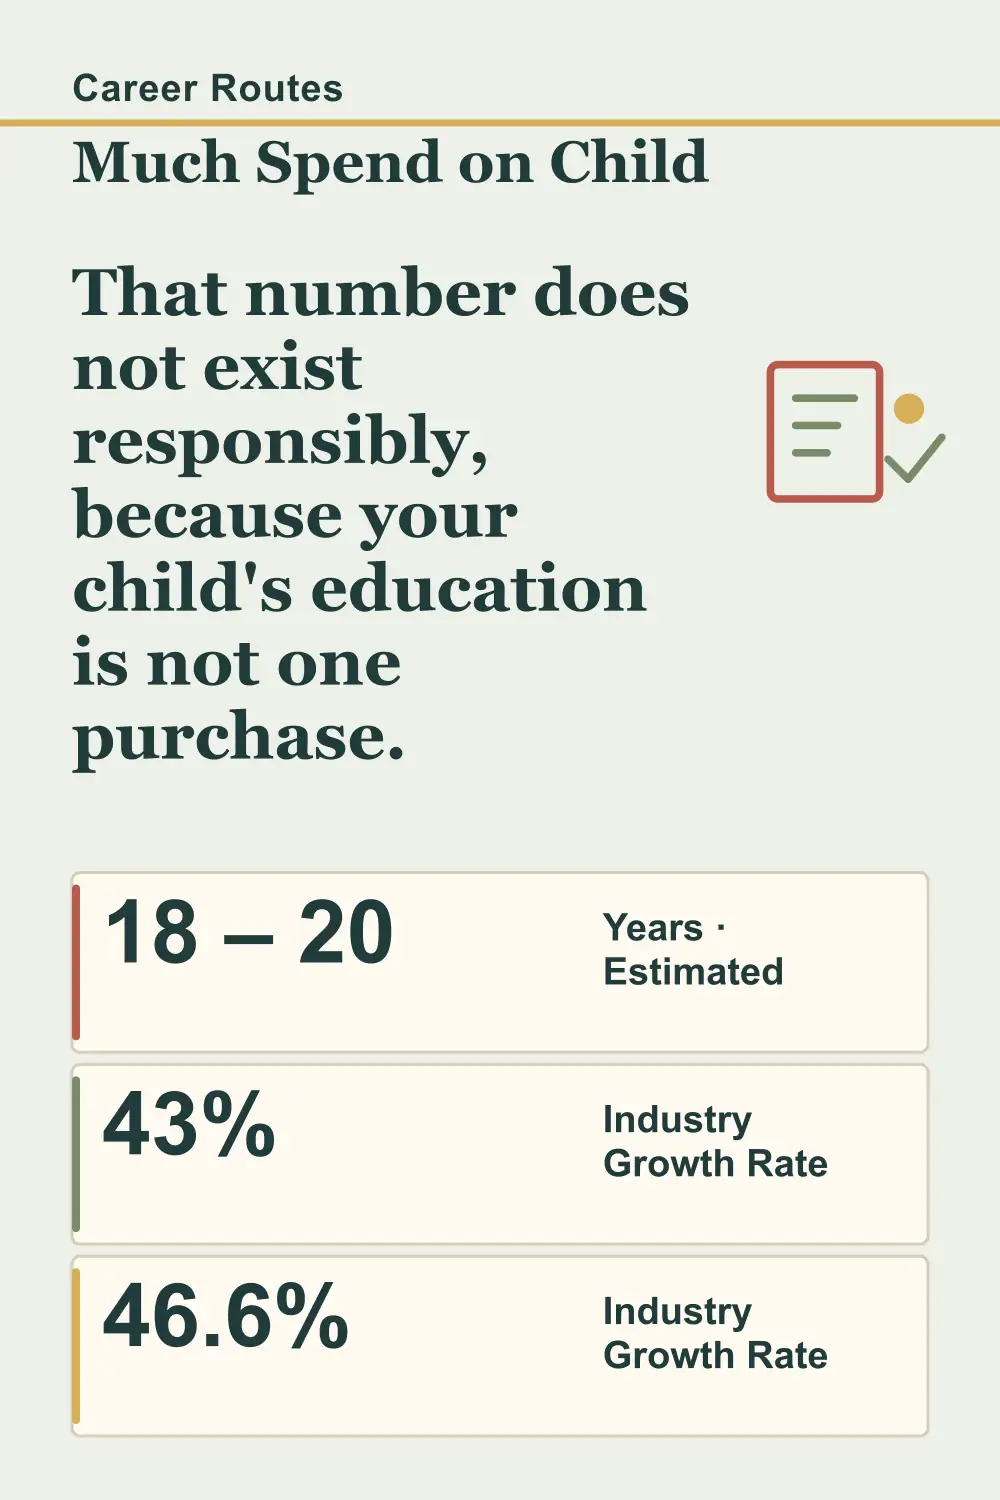 Career Routes
Much Spend on Child
That number does
not exist
responsibly,
because your
child's education
is not one
purchase.
18 – 20
Years ·
Estimated
43%
Industry
Growth Rate
46.6%
Industry
Growth Rate